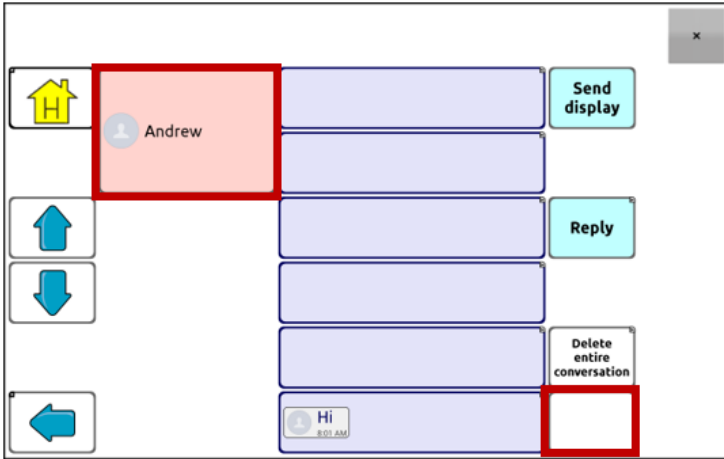 ×
H
Send
display
Andrew
Reply
Delete
entire
conversation
Hi
8:01 AM